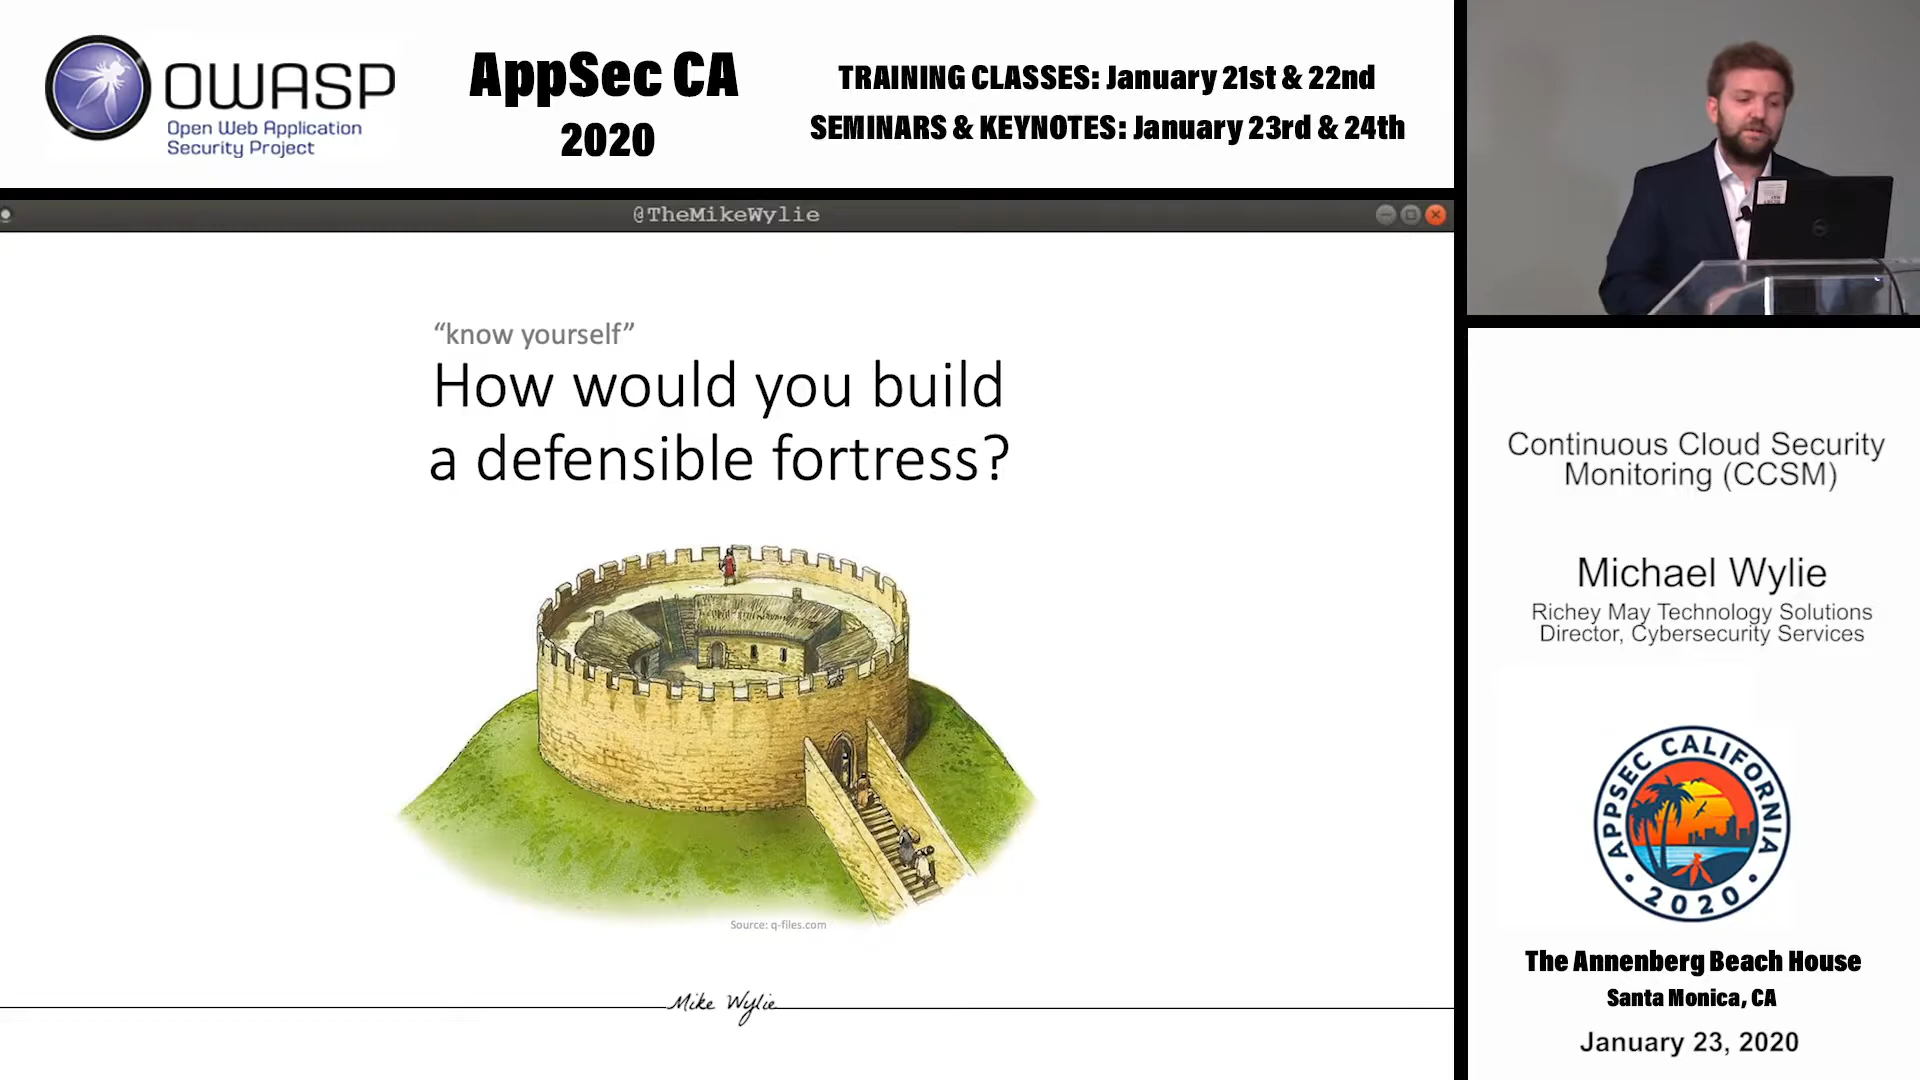 OWASP
Open Web Application
Security Project
AppSec CA
2020
TRAINING CLASSES: January 21st & 22nd
SEMINARS & KEYNOTES: January 23rd & 24th
@TheMikeWylie
“know yourself”
How would you build
a defensible fortress?
Source: q-files.com
Mike Wylie
Continuous Cloud Security
Monitoring (CCSM)
Michael Wylie
Richey May Technology Solutions
Director, Cybersecurity Services
APPSEC CALIFORNIA
• 2020 •
The Annenberg Beach House
Santa Monica, CA
January 23, 2020